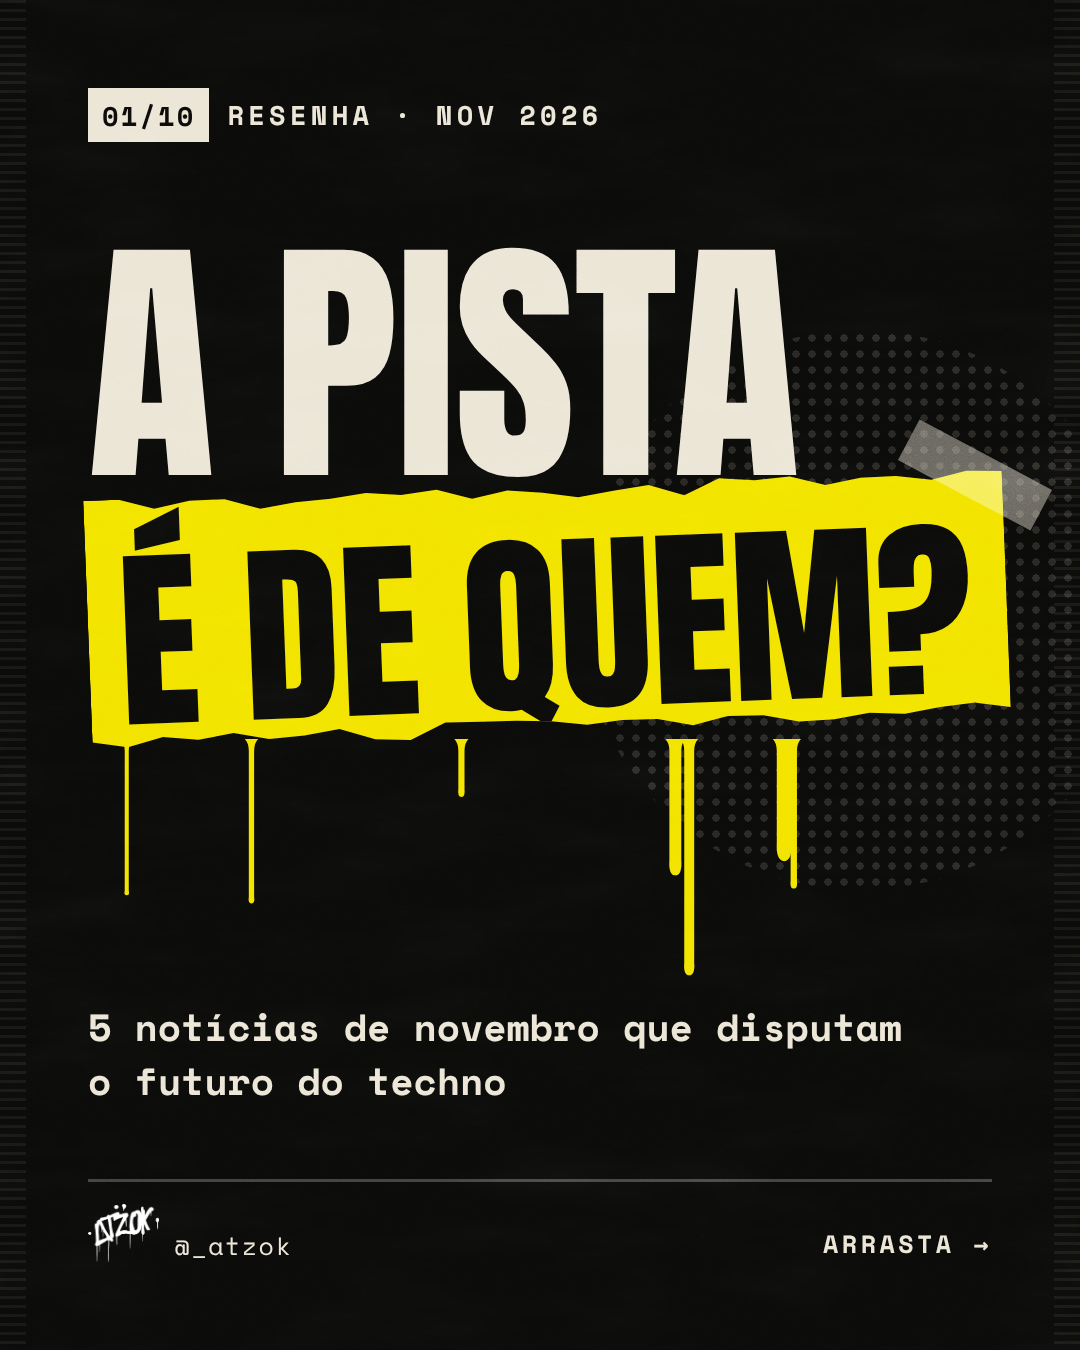 01/10 RESENHA · NOV 2026
A PISTA
É DE QUEM?
5 notícias de novembro que disputam
o futuro do techno
ATZOK @_atzok
ARRASTA →